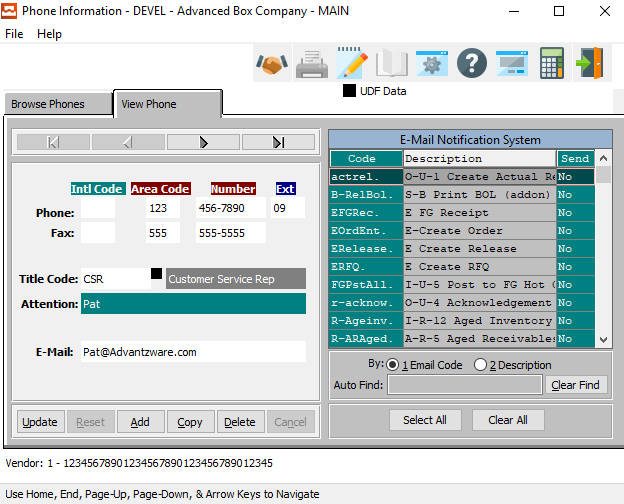 Phone Information - DEVEL - Advanced Box Company - MAIN
File Help
UDF Data
Browse Phones View Phone
Intl Code Area Code Number Ext
Phone: 123 456-7890 09
Fax: 555 555-5555
Title Code: CSR Customer Service Rep
Attention: Pat
E-Mail: Pat@Advantzware.com
Update Reset Add Copy Delete Cancel
E-Mail Notification System
Code Description Send
actrel. O-U-1 Create Actual Re No
B-RelBol. S-B Print BOL (addon) No
EFGRec. E FG Receipt No
EOrdEnt. E-Create Order No
ERelease. E Create Release No
ERFQ. E Create RFQ No
FGPstAll. I-U-5 Post to FG Hot No
r-acknow. O-U-4 Acknowledgement No
R-Ageinv. I-R-12 Aged Inventory No
R-ARAged. A-R-5 Aged Receivables No
By: 1 Email Code 2 Description
Auto Find: Clear Find
Select All Clear All
Vendor: 1 - 12345678901234567890123456789012345
Use Home, End, Page-Up, Page-Down, & Arrow Keys to Navigate